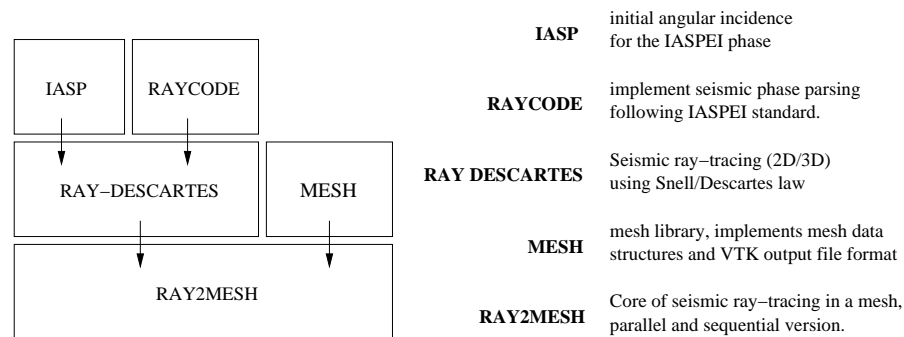 IASP
RAYCODE
RAY−DESCARTES
MESH
RAY2MESH
IASP
initial angular incidence
for the IASPEI phase
RAYCODE
implement seismic phase parsing
following IASPEI standard.
RAY DESCARTES
Seismic ray−tracing (2D/3D)
using Snell/Descartes law
MESH
mesh library, implements mesh data
structures and VTK output file format
RAY2MESH
Core of seismic ray−tracing in a mesh,
parallel and sequential version.